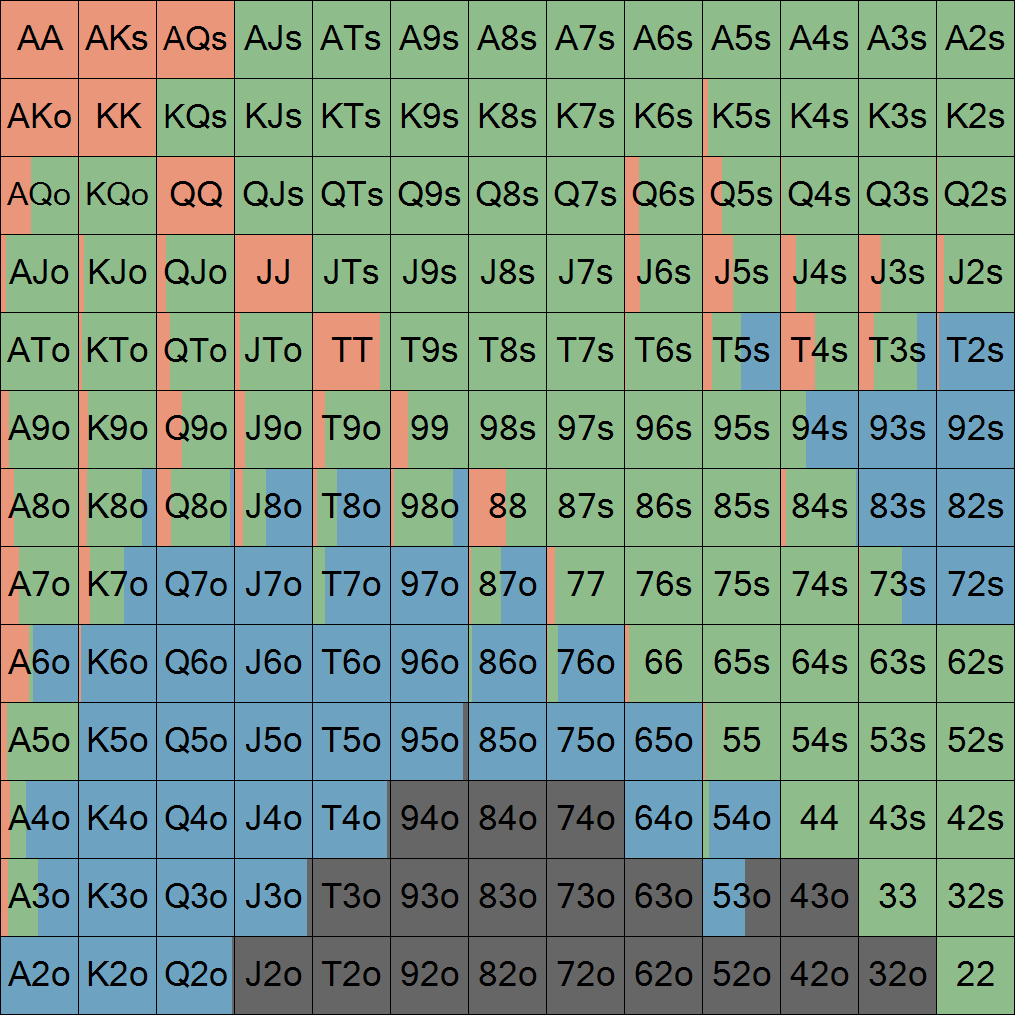 AA AKs AQs AJs ATs A9s A8s A7s A6s A5s A4s A3s A2s
AKo KK KQs KJs KTs K9s K8s K7s K6s K5s K4s K3s K2s
AQo KQo QQ QJs QTs Q9s Q8s Q7s Q6s Q5s Q4s Q3s Q2s
AJo KJo QJo JJ JTs J9s J8s J7s J6s J5s J4s J3s J2s
ATo KTo QTo JTo TT T9s T8s T7s T6s T5s T4s T3s T2s
A9o K9o Q9o J9o T9o 99 98s 97s 96s 95s 94s 93s 92s
A8o K8o Q8o J8o T8o 98o 88 87s 86s 85s 84s 83s 82s
A7o K7o Q7o J7o T7o 97o 87o 77 76s 75s 74s 73s 72s
A6o K6o Q6o J6o T6o 96o 86o 76o 66 65s 64s 63s 62s
A5o K5o Q5o J5o T5o 95o 85o 75o 65o 55 54s 53s 52s
A4o K4o Q4o J4o T4o 94o 84o 74o 64o 54o 44 43s 42s
A3o K3o Q3o J3o T3o 93o 83o 73o 63o 53o 43o 33 32s
A2o K2o Q2o J2o T2o 92o 82o 72o 62o 52o 42o 32o 22